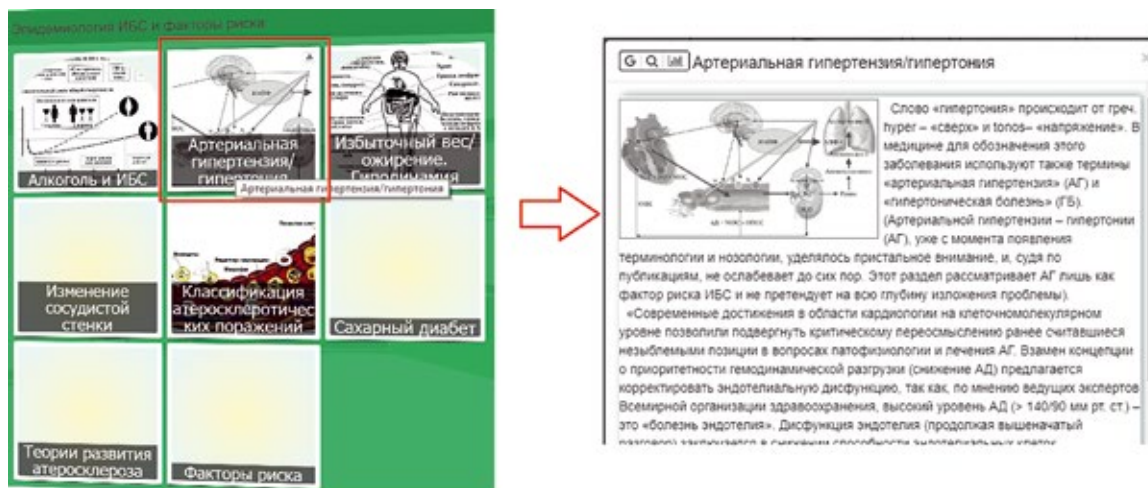 Эпидемиология ИБС и факторы риска
Алкоголь и ИБС
Артериальная
гипертензия/
гипертония
Избыточный вес/
ожирение.
Гиподинамия
Артериальная гипертензия/гипертония
Изменение
сосудистой
стенки
Классификация
атеросклеротичес
ких поражений
Сахарный диабет
Теории развития
атеросклероза
Факторы риска
G
Артериальная гипертензия/гипертония
Слово «гипертония» происходит от греч.
hyper – «сверх» и tonos– «напряжение». В
медицине для обозначения этого
заболевания используют также термины
«артериальная гипертензия» (АГ) и
«гипертоническая болезнь» (ГБ).
(Артериальной гипертензии – гипертонии
(АГ), уже с момента появления
терминологии и нозологии, уделялось пристальное внимание, и, судя по
публикациям, не ослабевает до сих пор. Этот раздел рассматривает АГ лишь как
фактор риска ИБС и не претендует на всю глубину изложения проблемы).
«Современные достижения в области кардиологии на клеточномолекулярном
уровне позволили подвергнуть критическому переосмыслению ранее считавшиеся
незыблемыми позиции в вопросах патофизиологии и лечения АГ. Взамен концепции
о приоритетности гемодинамической разгрузки (снижение АД) предлагается
корректировать эндотелиальную дисфункцию, так как, по мнению ведущих экспертов
Всемирной организации здравоохранения, высокий уровень АД (> 140/90 мм рт. ст.) –
это «болезнь эндотелия». Дисфункция эндотелия (продолжая вышеначатый
разговор) заключается в снижении способности эндотелиальных клеток